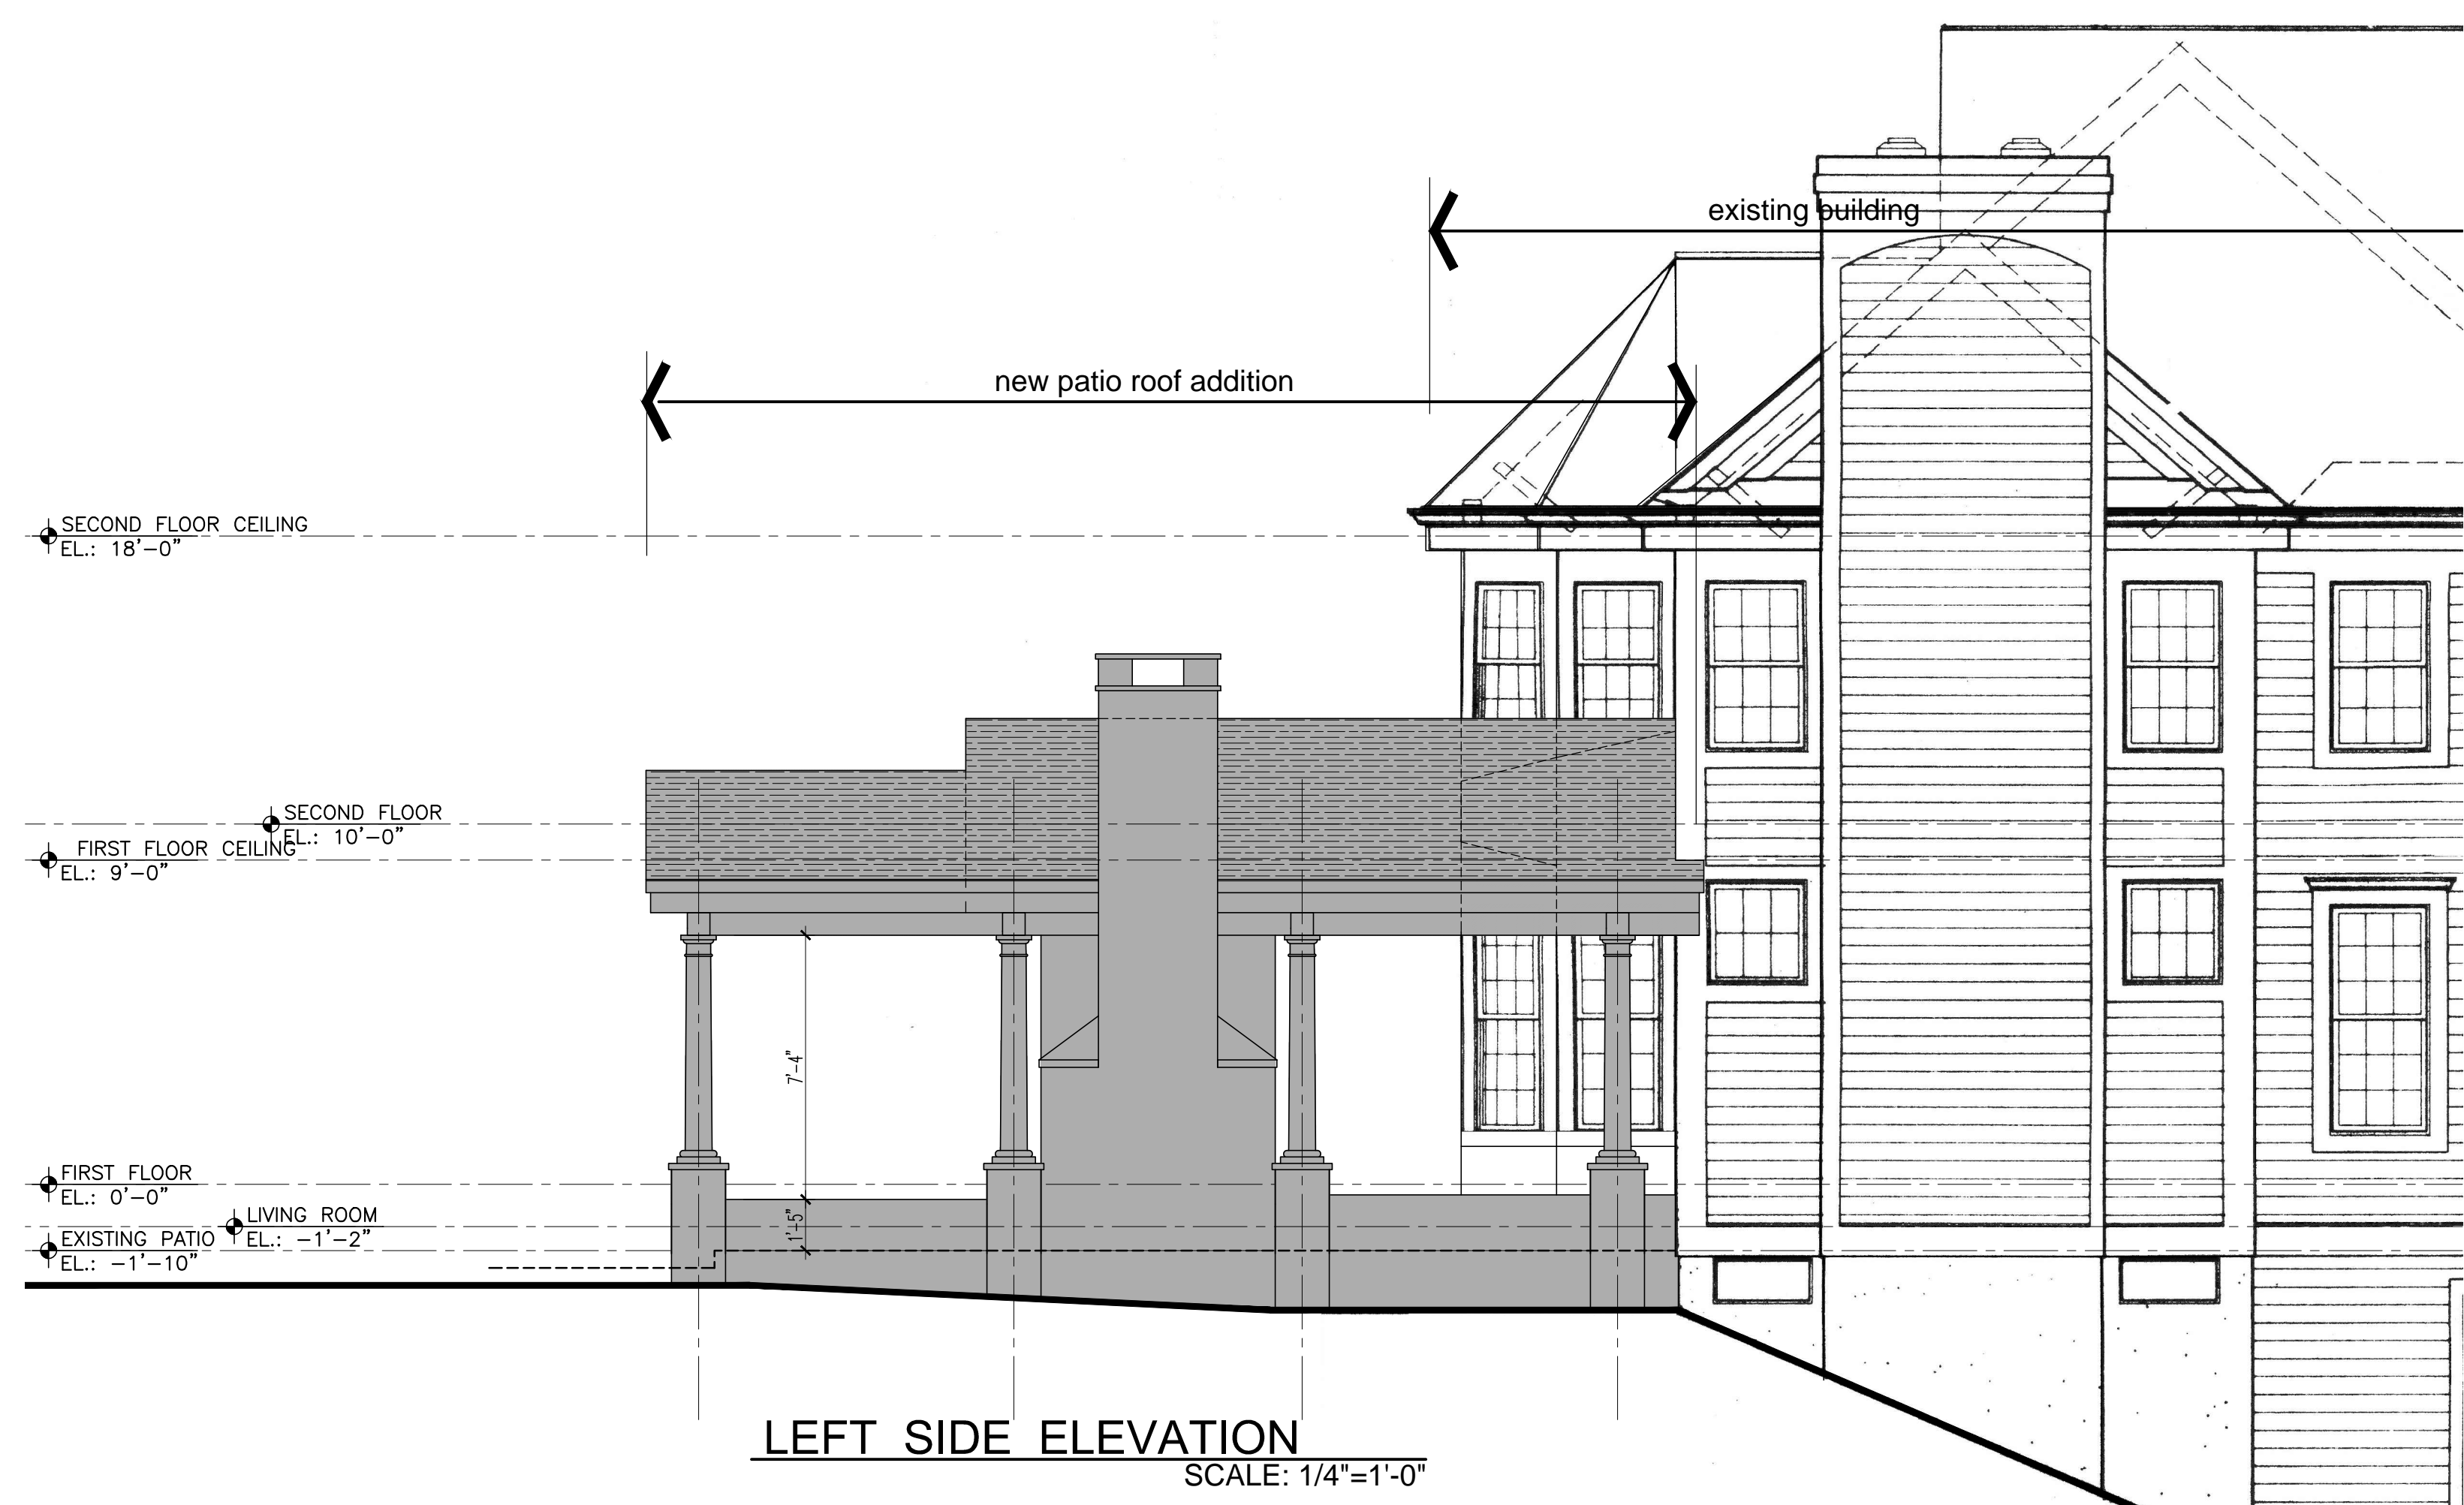 existing building
new patio roof addition
SECOND FLOOR CEILING
EL.: 18'-0"
SECOND FLOOR
EL.: 10'-0"
FIRST FLOOR CEILING
EL.: 9'-0"
7'-4"
FIRST FLOOR
EL.: 0'-0"
1'-5"
LIVING ROOM
EL.: -1'-2"
EXISTING PATIO
EL.: -1'-10"
LEFT SIDE ELEVATION
SCALE: 1/4"=1'-0"